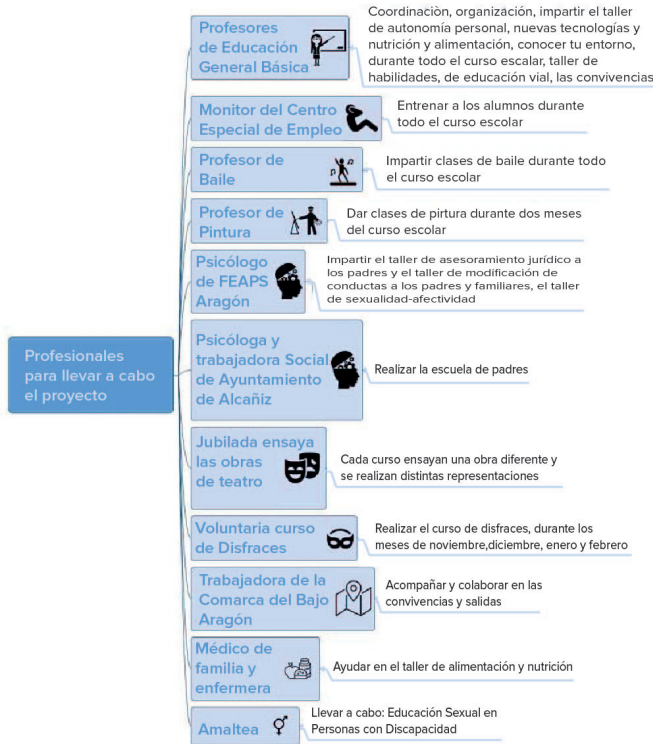 Profesionales
para llevar a cabo
el proyecto
Profesores
de Educación
General Básica
Coordinaciòn, organización, impartir el taller
de autonomía personal, nuevas tecnologías y
nutrición y alimentación, conocer tu entorno,
durante todo el curso escalar, taller de
habilidades, de educación vial, las convivencias
Monitor del Centro
Especial de Empleo
Entrenar a los alumnos durante
todo el curso escolar
Profesor de
Baile
Impartir clases de baile durante todo
el curso escolar
Profesor de
Pintura
Dar clases de pirtura durante dos meses
del curso escolar
Psicólogo
de FEAPS
Aragón
Impartir el taller de asesoramiento jurídico a
los padres y el taller de modificación de
conductas a los padres y familiares, el taller
de sexualidad-afectividad
Psicóloga y
trabajadora Social
de Ayuntamiento
de Alcañiz
Realizar la escuela de padres
Jubilada ensaya
las obras
de teatro
Cada curso ensayan una obra diferente y
se realizan distintas representaciones
Voluntaria curso
de Disfraces
Realizar el curso de disfraces, durante los
meses de noviembre,diciembre, enero y febrero
Trabajadora de la
Comarca del Bajo
Aragón
Acompañar y colaborar en las
convivencias y salidas
Médico de
familia y
enfermera
Ayudar en el taller de alimentación y nutrición
Amaltea
Llevar a cabo: Educación Sexual en
Personas con Discapacidad